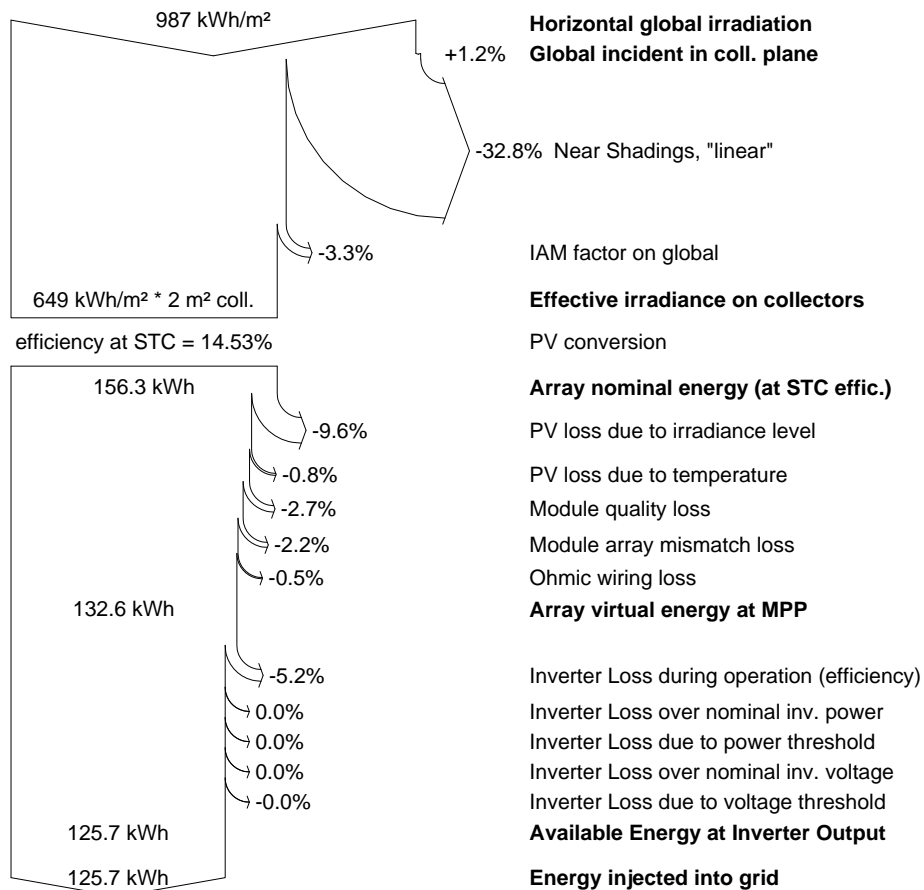 987 kWh/m² Horizontal global irradiation
+1.2% Global incident in coll. plane
-32.8% Near Shadings, "linear"
-3.3% IAM factor on global
649 kWh/m² * 2 m² coll. Effective irradiance on collectors
efficiency at STC = 14.53% PV conversion
156.3 kWh Array nominal energy (at STC effic.)
-9.6% PV loss due to irradiance level
-0.8% PV loss due to temperature
-2.7% Module quality loss
-2.2% Module array mismatch loss
-0.5% Ohmic wiring loss
132.6 kWh Array virtual energy at MPP
-5.2% Inverter Loss during operation (efficiency)
0.0% Inverter Loss over nominal inv. power
0.0% Inverter Loss due to power threshold
0.0% Inverter Loss over nominal inv. voltage
-0.0% Inverter Loss due to voltage threshold
125.7 kWh Available Energy at Inverter Output
125.7 kWh Energy injected into grid